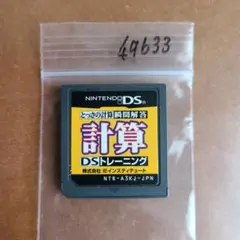 49633
NINTENDO DS
とっさの計算 瞬間解答
計算
DSトレーニング
株式会社 IEインスティテュート
NTR-A3KJ-JPN